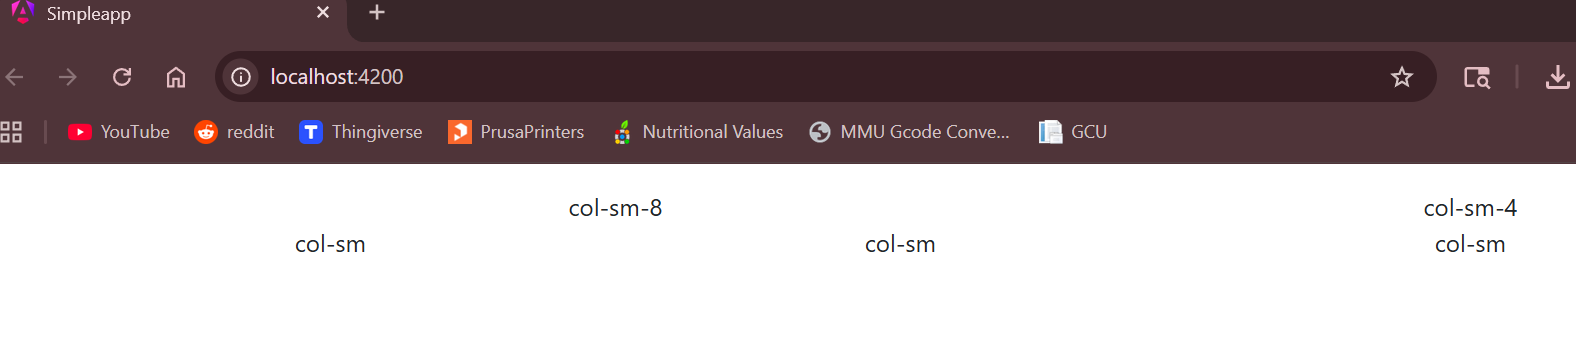 Simpleapp
localhost:4200
YouTube reddit Thingiverse PrusaPrinters Nutritional Values MMU Gcode Conve... GCU
col-sm-8 col-sm-4
col-sm col-sm col-sm